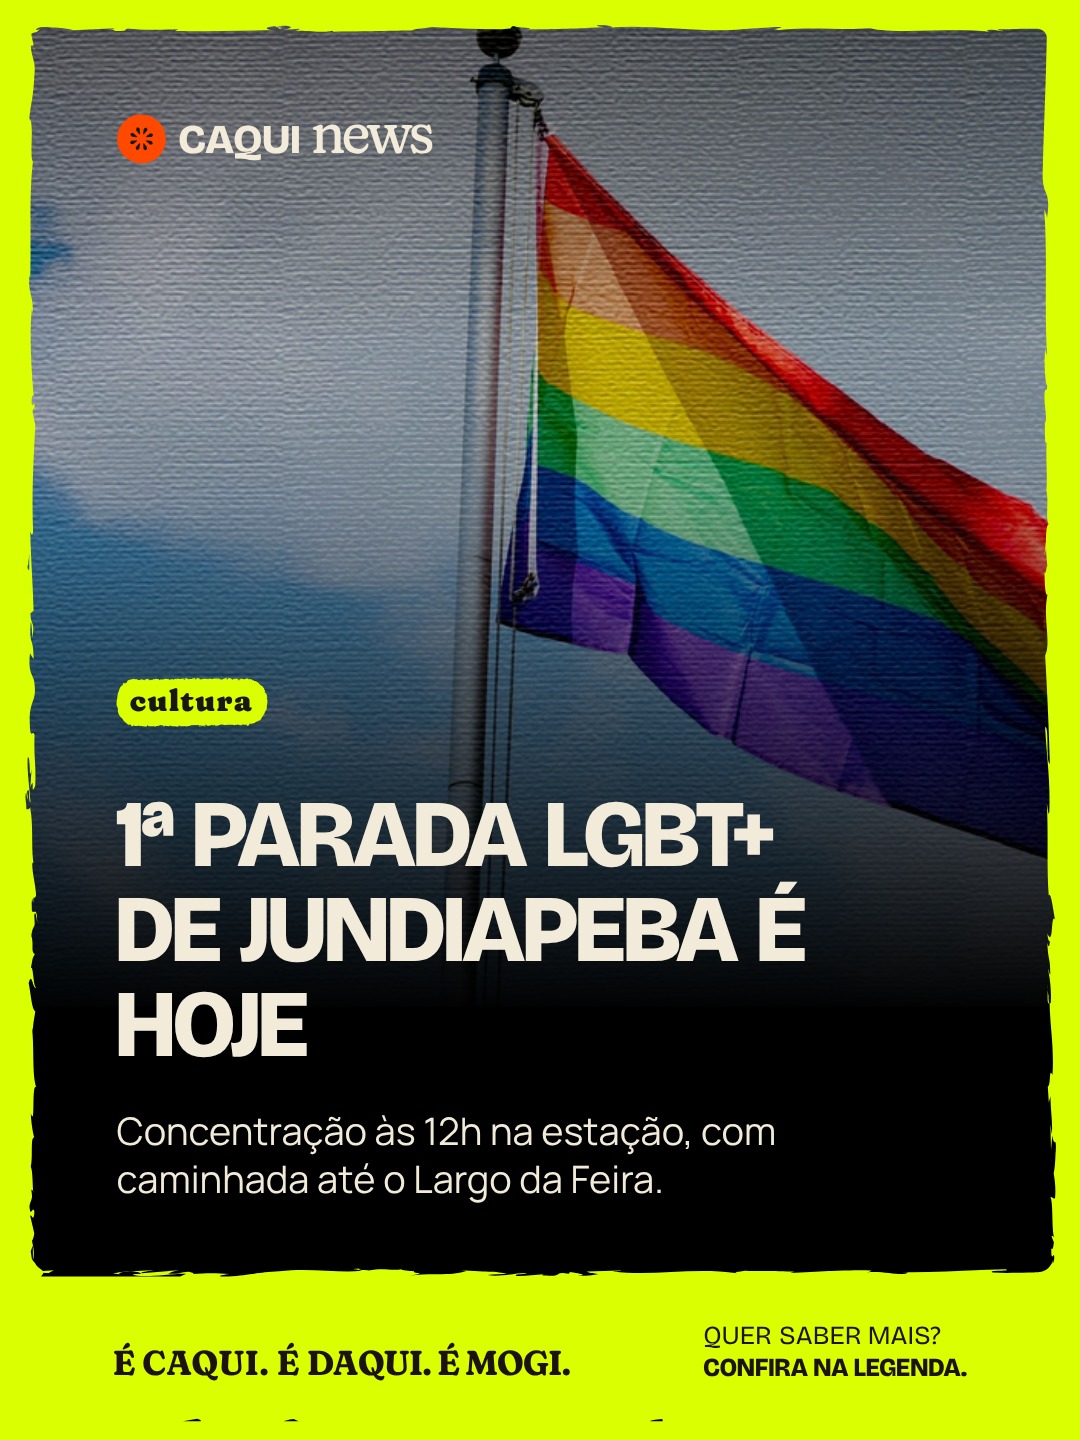 CAQUI news
cultura
1ª PARADA LGBT+
DE JUNDIAPEBA É
HOJE
Concentração às 12h na estação, com
caminhada até o Largo da Feira.
É CAQUI. É DAQUI. É MOGI.
QUER SABER MAIS?
CONFIRA NA LEGENDA.